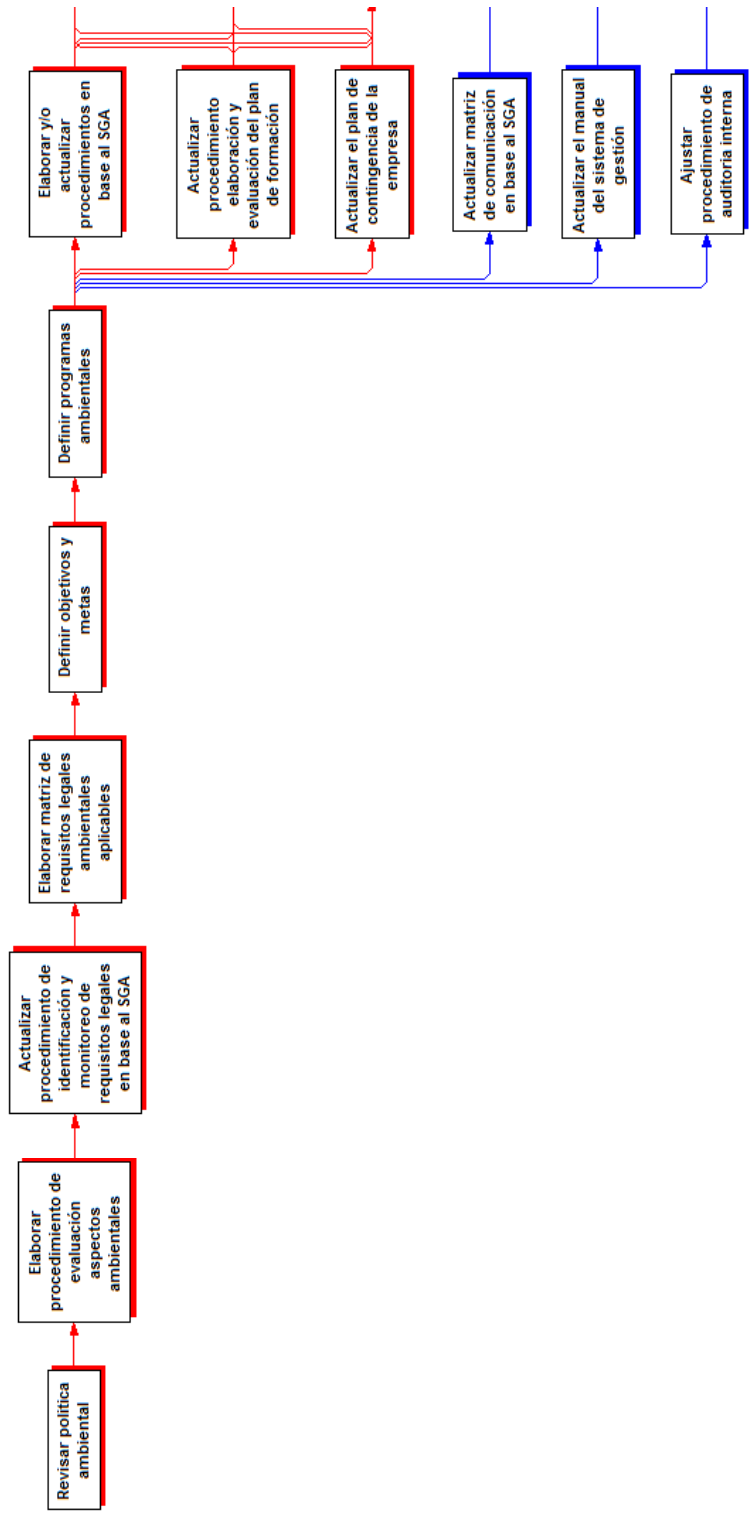 Revisar política
ambiental
Elaborar
procedimiento de
evaluación
aspectos
ambientales
Actualizar
procedimiento de
identificación y
monitoreo de
requisitos legales
en base al SGA
Elaborar matriz de
requisitos legales
ambientales
aplicables
Definir objetivos y
metas
Definir programas
ambientales
Elaborar y/o
actualizar
procedimientos en
base al SGA
Actualizar
procedimiento
elaboración y
evaluación del plan
de formación
Actualizar el plan de
contingencia de la
empresa
Actualizar matriz
de comunicación
en base al SGA
Actualizar el manual
del sistema de
gestión
Ajustar
procedimiento de
auditoria interna